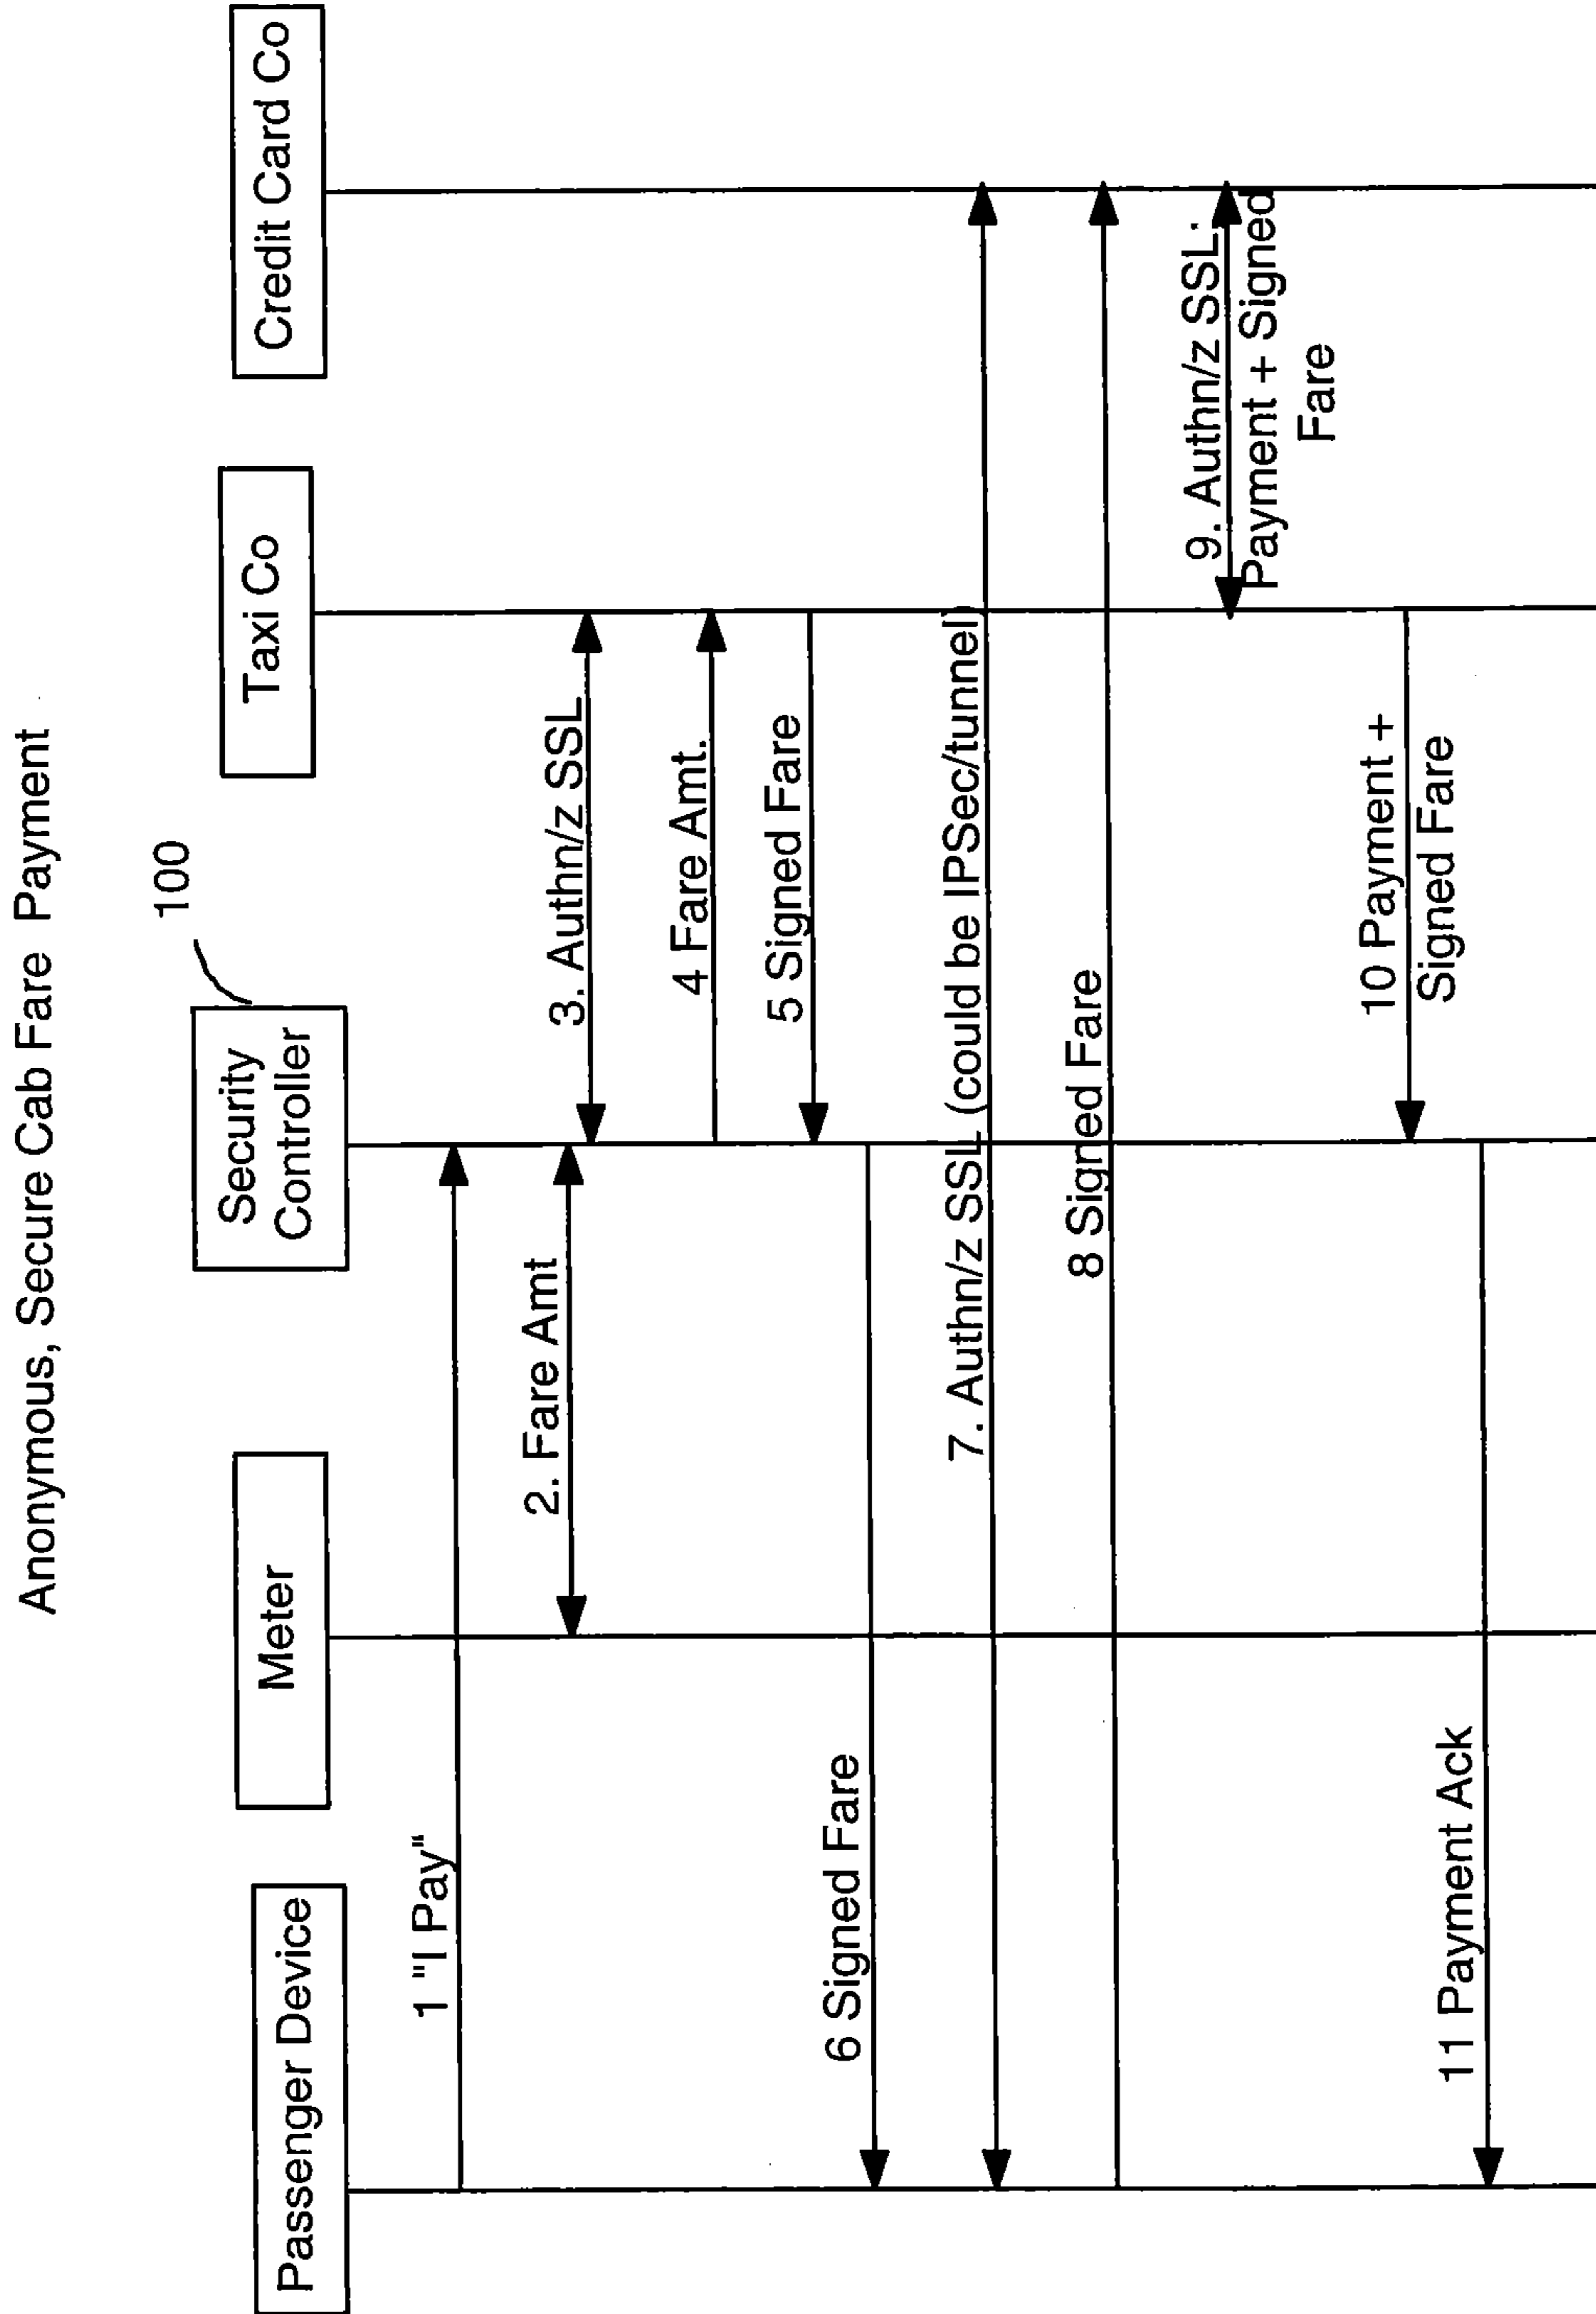 Anonymous, Secure Cab Fare Payment
100
Passenger Device
Meter
Security
Controller
Taxi Co
Credit Card Co
1 "I Pay"
2. Fare Amt
3. Authn/z SSL
4 Fare Amt.
5 Signed Fare
6 Signed Fare
7. Authn/z SSL (could be IPSec/tunnel)
8 Signed Fare
9. Authn/z SSL:
Payment + Signed
Fare
10 Payment +
Signed Fare
11 Payment Ack